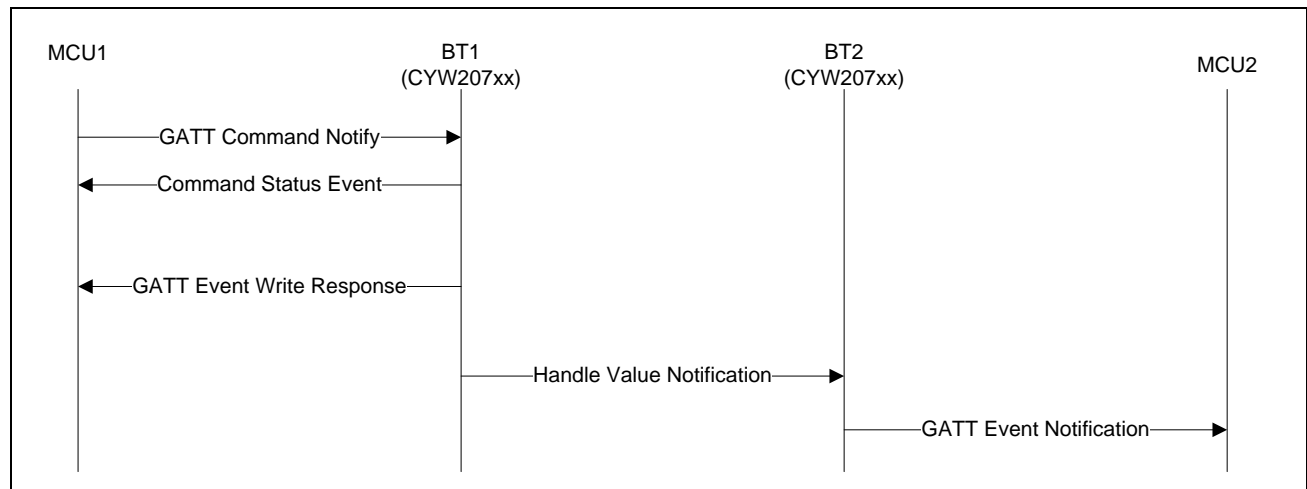 MCU1
BT1
(CYW207xx)
BT2
(CYW207xx)
MCU2
GATT Command Notify
Command Status Event
GATT Event Write Response
Handle Value Notification
GATT Event Notification